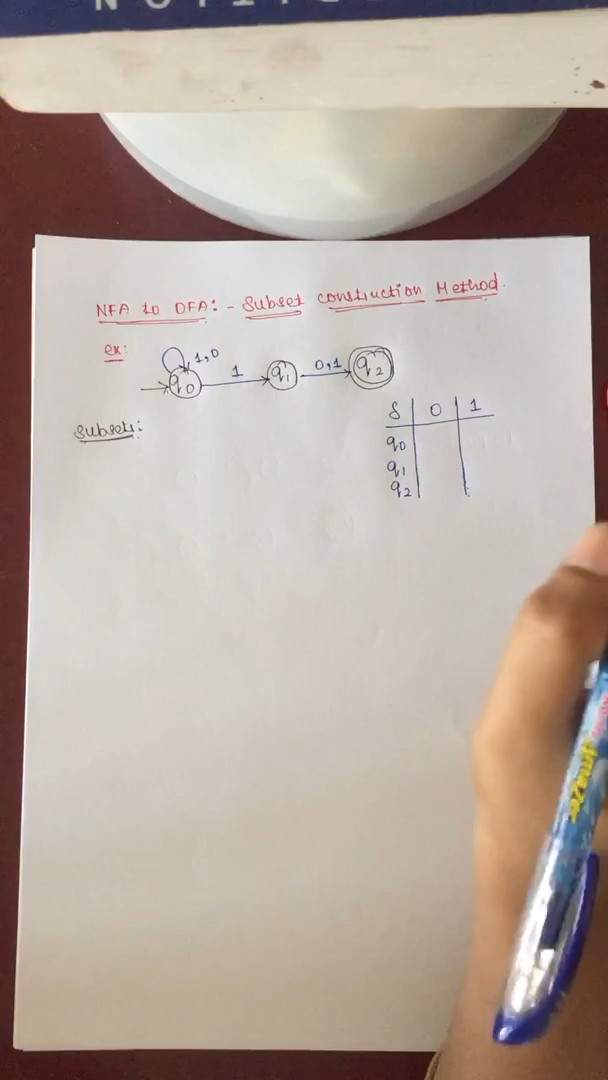 NFA to DFA:- Subset construction Method.
ex:
1,0
q0 1 q1 0,1 q2
Subsets:
δ 0 1
q0
q1
q2